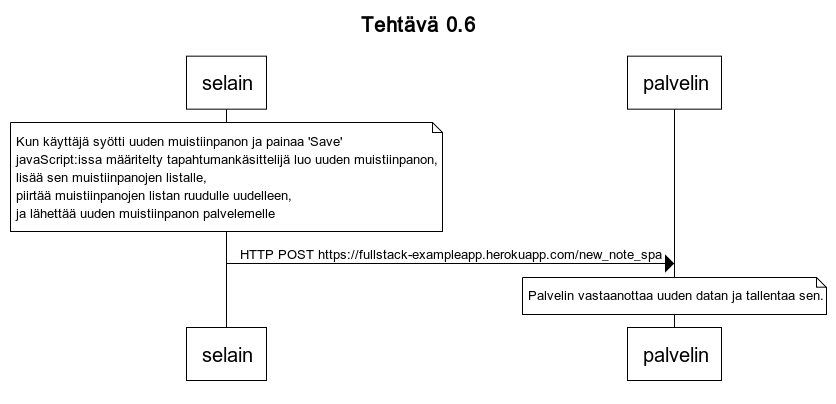 Tehtävä 0.6
selain
palvelin
Kun käyttäjä syötti uuden muistiinpanon ja painaa 'Save'
javaScript:issa määritelty tapahtumankäsittelijä luo uuden muistiinpanon,
lisää sen muistiinpanojen listalle,
piirtää muistiinpanojen listan ruudulle uudelleen,
ja lähettää uuden muistiinpanon palvelemelle
HTTP POST https://fullstack-exampleapp.herokuapp.com/new_note_spa
Palvelin vastaanottaa uuden datan ja tallentaa sen.
selain
palvelin